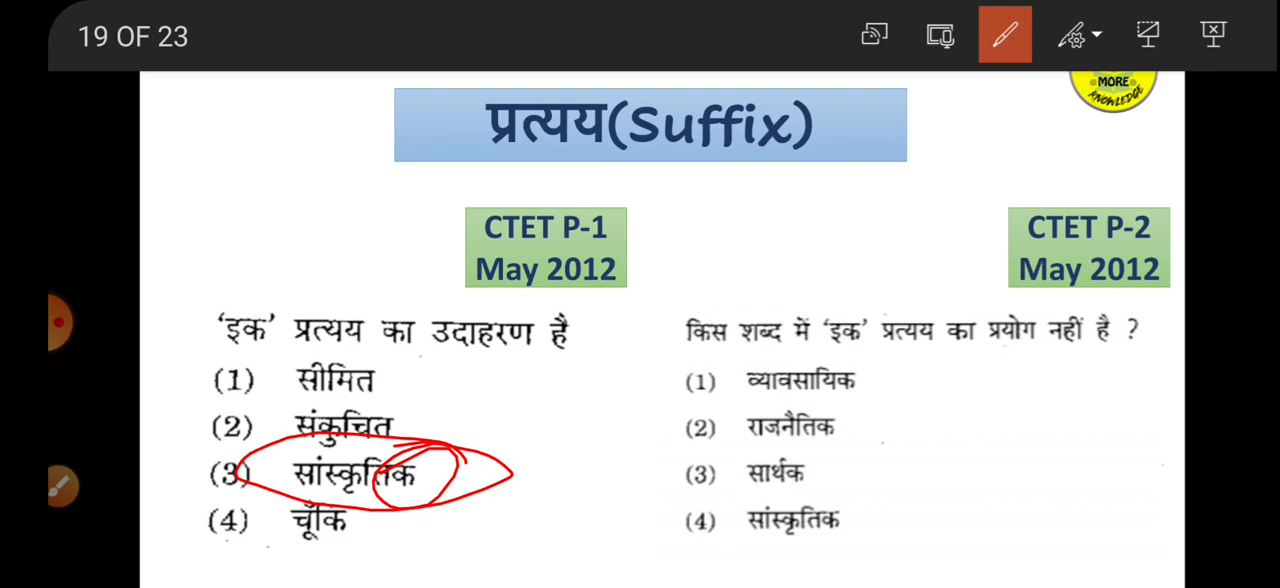 19 OF 23
MORE
KNOWLEDGE
प्रत्यय(Suffix)
CTET P-1
May 2012
'इक' प्रत्यय का उदाहरण है
(1) सीमित
(2) संकुचित
(3) सांस्कृतिक
(4) चूँकि
CTET P-2
May 2012
किस शब्द में 'इक' प्रत्यय का प्रयोग नहीं है ?
(1) व्यावसायिक
(2) राजनैतिक
(3) सार्थक
(4) सांस्कृतिक